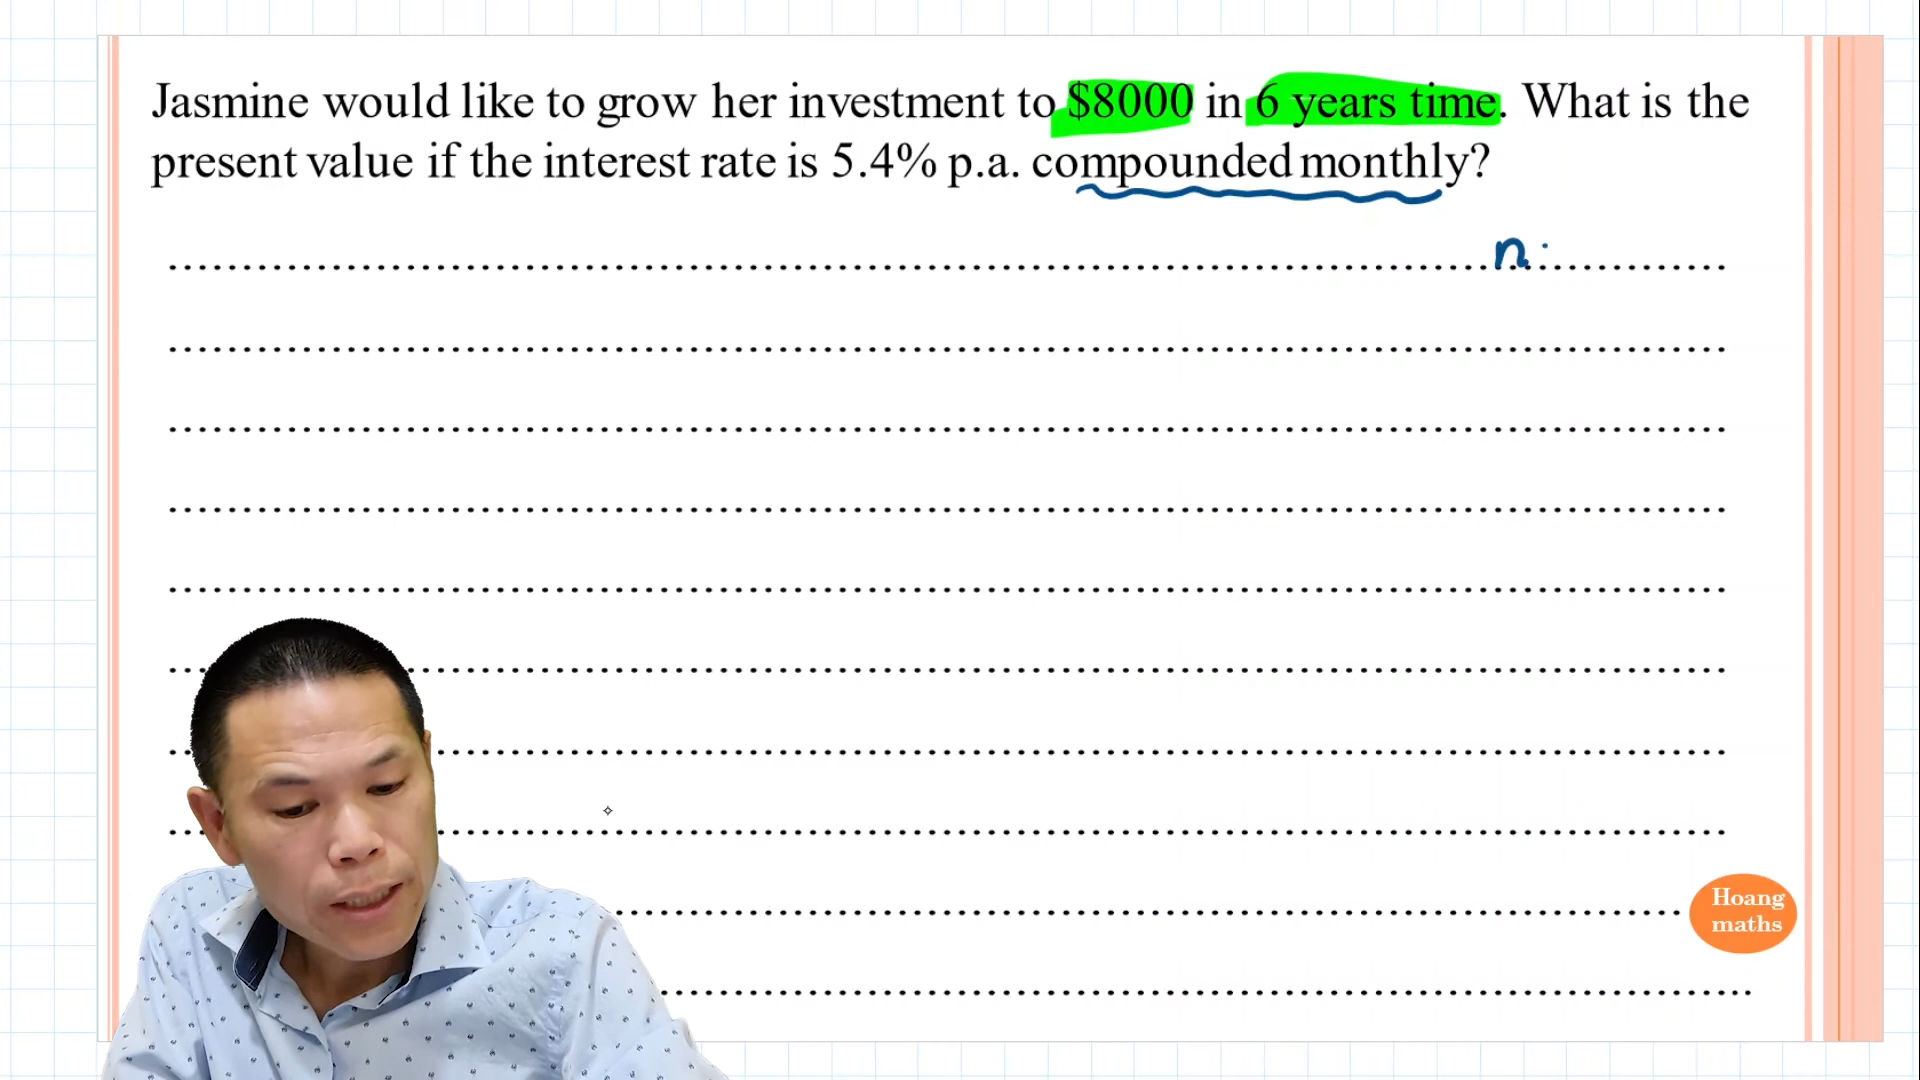 Jasmine would like to grow her investment to $8000 in 6 years time. What is the
present value if the interest rate is 5.4% p.a. compounded monthly?
n
Hoang
maths